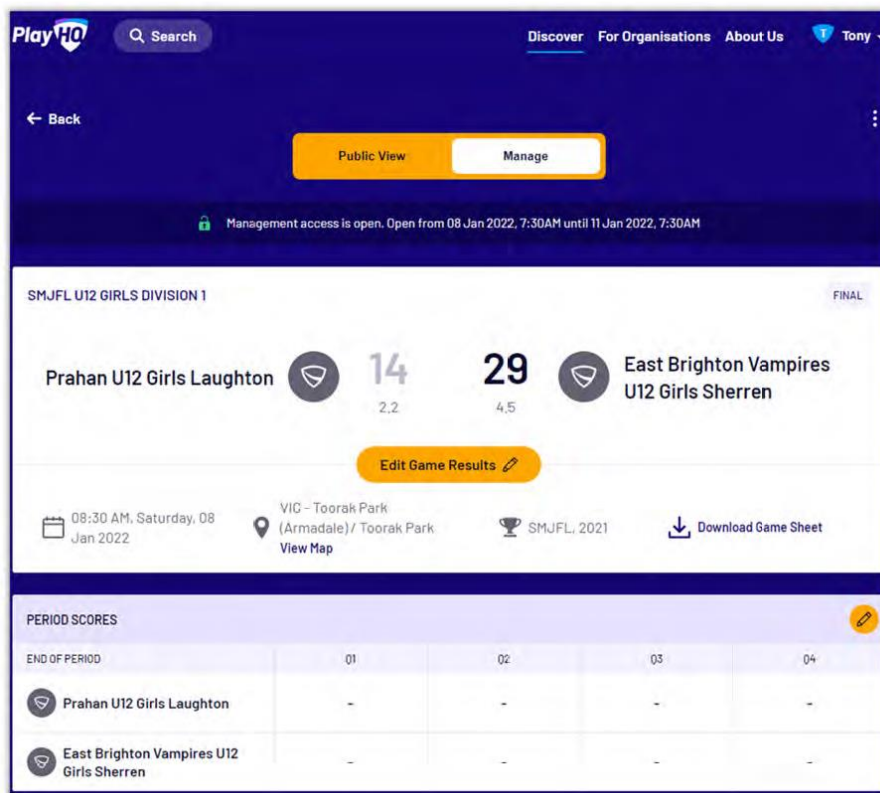 PlayHQ Search Discover For Organisations About Us T Tony
← Back
Public View Manage
Management access is open. Open from 08 Jan 2022, 7:30AM until 11 Jan 2022, 7:30AM
SMJFL U12 GIRLS DIVISION 1 FINAL
Prahan U12 Girls Laughton 14 29 East Brighton Vampires
2.2 4.5 U12 Girls Sherren
Edit Game Results
08:30 AM, Saturday, 08
Jan 2022
VIC - Toorak Park
(Armadale) / Toorak Park
View Map
SMJFL, 2021
Download Game Sheet
PERIOD SCORES
END OF PERIOD 01 02 03 04
Prahan U12 Girls Laughton - - - -
East Brighton Vampires U12
Girls Sherren - - - -